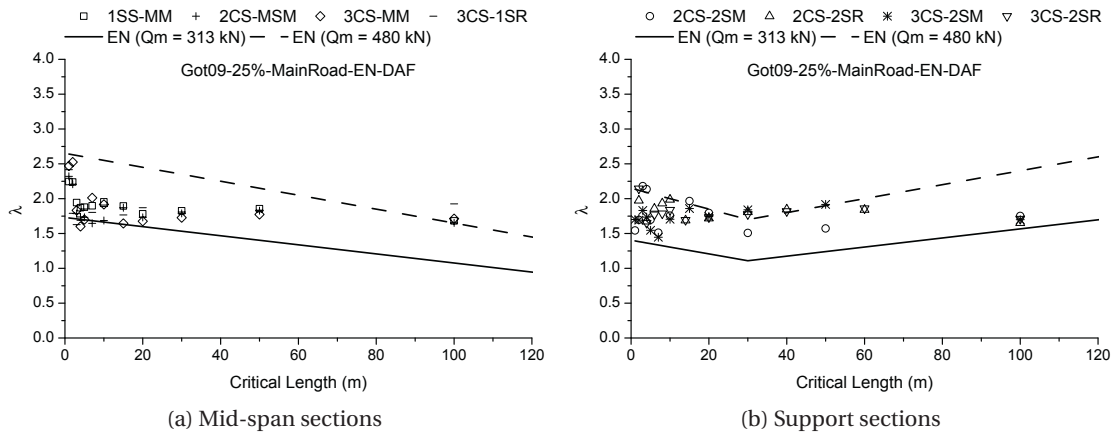 1SS-MM 2CS-MSM 3CS-MM 3CS-1SR
EN (Qm = 313 kN) EN (Qm = 480 kN)
Got09-25%-MainRoad-EN-DAF
4.0
3.5
3.0
2.5
2.0
1.5
1.0
0.5
0.0
λ
0 20 40 60 80 100 120
Critical Length (m)
(a) Mid-span sections
2CS-2SM 2CS-2SR 3CS-2SM 3CS-2SR
EN (Qm = 313 kN) EN (Qm = 480 kN)
Got09-25%-MainRoad-EN-DAF
4.0
3.5
3.0
2.5
2.0
1.5
1.0
0.5
0.0
λ
0 20 40 60 80 100 120
Critical Length (m)
(b) Support sections